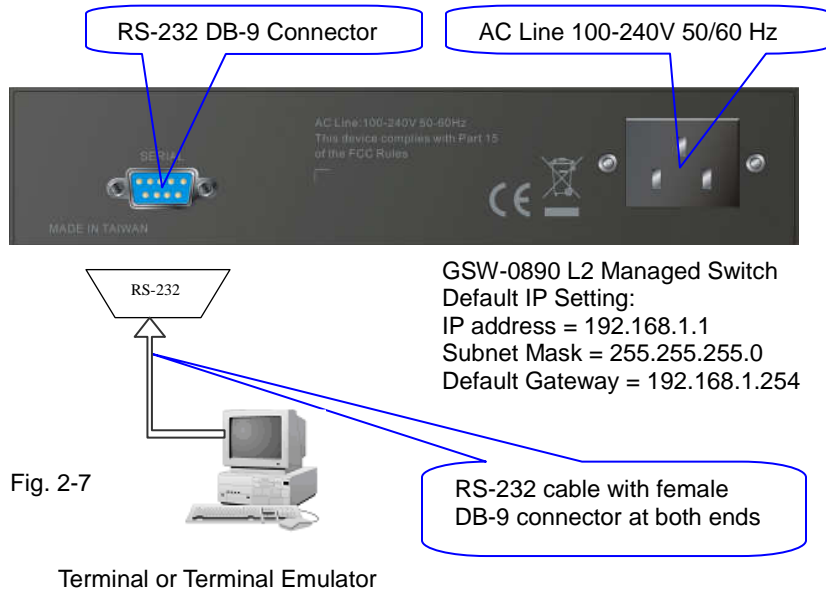 RS-232 DB-9 Connector
AC Line 100-240V 50/60 Hz
AC Line:100-240V 50-60Hz
This device complies with Part 15
of the FCC Rules
SERIAL
CE
MADE IN TAIWAN
RS-232
GSW-0890 L2 Managed Switch
Default IP Setting:
IP address = 192.168.1.1
Subnet Mask = 255.255.255.0
Default Gateway = 192.168.1.254
Fig. 2-7
RS-232 cable with female
DB-9 connector at both ends
Terminal or Terminal Emulator